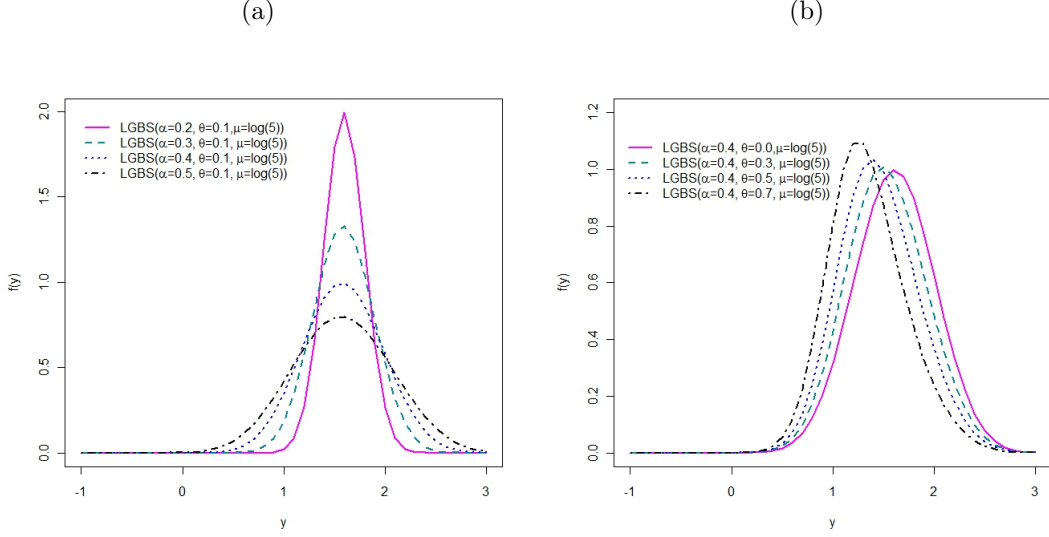 (a)
2.0
1.5
1.0
0.5
0.0
f(y)
LGBS(α=0.2, θ=0.1,μ=log(5))
LGBS(α=0.3, θ=0.1, μ=log(5))
LGBS(α=0.4, θ=0.1, μ=log(5))
LGBS(α=0.5, θ=0.1, μ=log(5))
-1 0 1 2 3
y
(b)
1.2
1.0
0.8
0.6
0.4
0.2
0.0
f(y)
LGBS(α=0.4, θ=0.0,μ=log(5))
LGBS(α=0.4, θ=0.3, μ=log(5))
LGBS(α=0.4, θ=0.5, μ=log(5))
LGBS(α=0.4, θ=0.7, μ=log(5))
-1 0 1 2 3
y